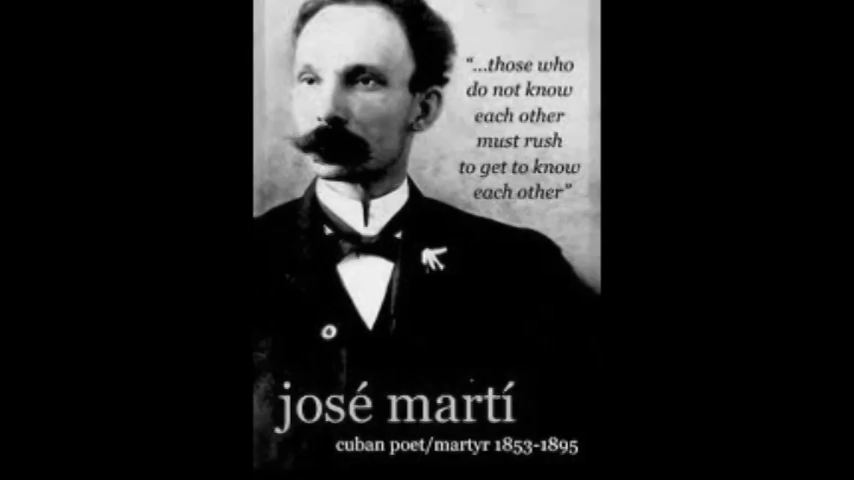 “...those who
do not know
each other
must rush
to get to know
each other”
josé martí
cuban poet/martyr 1853-1895